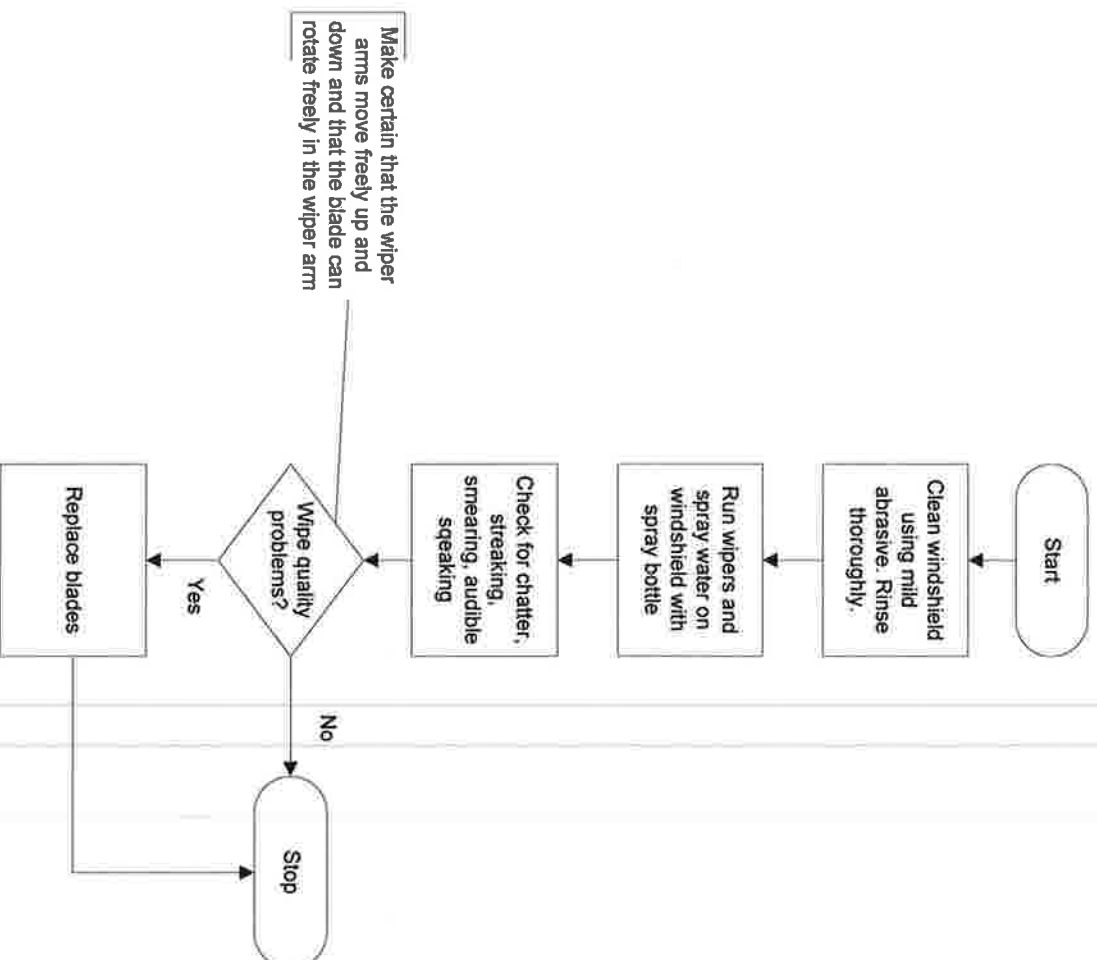 Start
Clean windshield
using mild
abrasive. Rinse
thoroughly.
Run wipers and
spray water on
windshield with
spray bottle
Check for chatter,
streaking,
smearing, audible
sqeaking
Make certain that the wiper
arms move freely up and
down and that the blade can
rotate freely in the wiper arm
Wipe quality
problems?
No
Stop
Yes
Replace blades